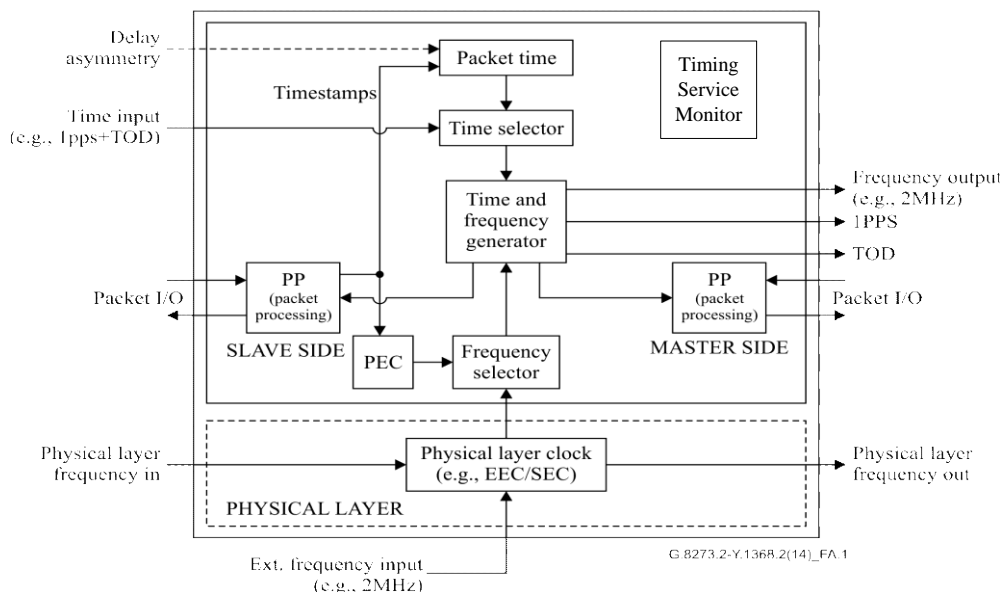 Delay
asymmetry
Packet time
Timing
Service
Monitor
Timestamps
Time input
(e.g., 1pps+TOD)
Time selector
Frequency output
(e.g., 2MHz)
Time and
frequency
generator
1PPS
TOD
PP
(packet
processing)
PP
(packet
processing)
Packet I/O
Packet I/O
SLAVE SIDE
MASTER SIDE
PEC
Frequency
selector
Physical layer
frequency in
Physical layer clock
(e.g., EEC/SEC)
Physical layer
frequency out
PHYSICAL LAYER
Ext. frequency input
(e.g., 2MHz)
G.8273.2-Y.1368.2(14)_FA.1